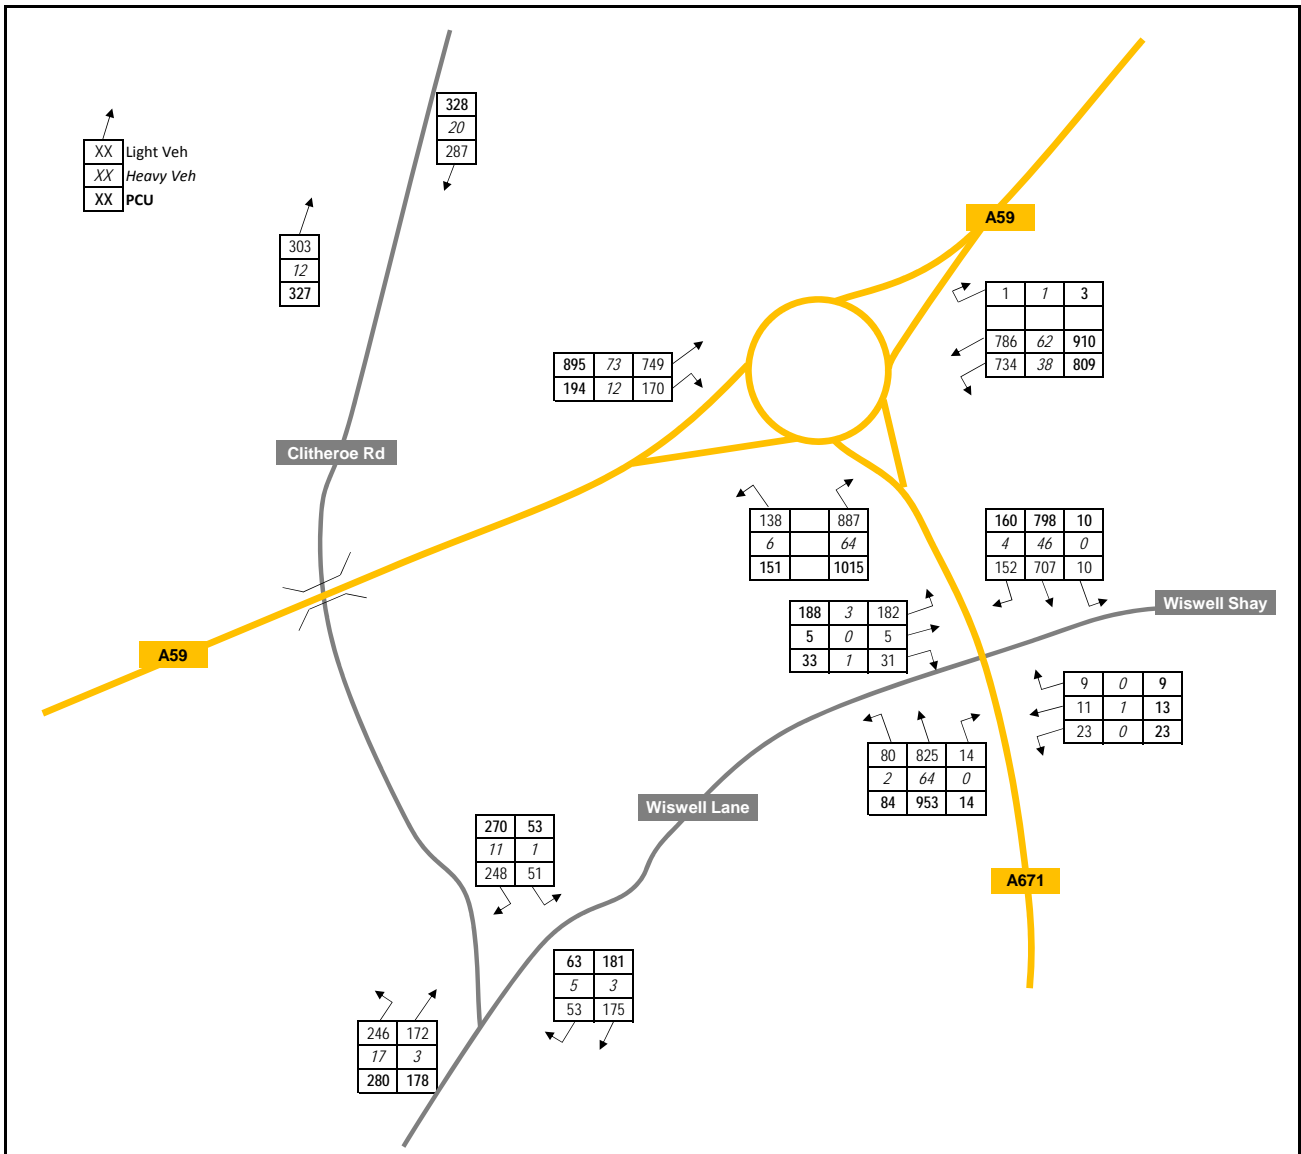 328
20
287
XX Light Veh
XX Heavy Veh
XX PCU
303
12
327
A59
1 1 3
786 62 910
734 38 809
895 73 749
194 12 170
Clitheroe Rd
138 887
6 64
151 1015
160 798 10
4 46 0
152 707 10
Wiswell Shay
188 3 182
5 0 5
33 1 31
A59
9 0 9
11 1 13
23 0 23
80 825 14
2 64 0
84 953 14
Wiswell Lane
270 53
11 1
248 51
A671
63 181
5 3
53 175
246 172
17 3
280 178